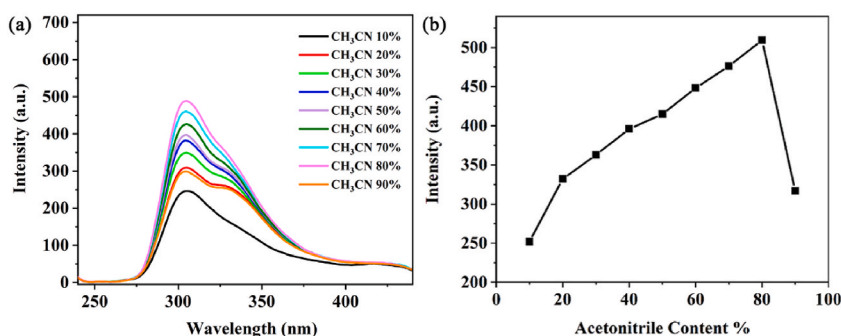 (a)
Intensity (a.u.)
700
600
500
400
300
200
100
0
250
300
350
400
Wavelength (nm)
CH₃CN 10%
CH₃CN 20%
CH₃CN 30%
CH₃CN 40%
CH₃CN 50%
CH₃CN 60%
CH₃CN 70%
CH₃CN 80%
CH₃CN 90%
(b)
Intensity (a.u.)
500
450
400
350
300
250
200
0
20
40
60
80
100
Acetonitrile Content %